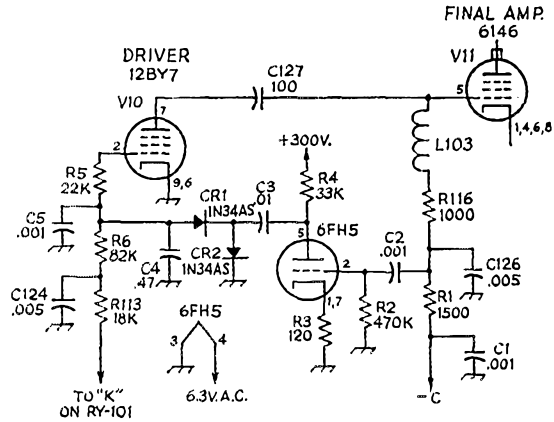 FINAL AMP.
6146
V11
DRIVER
12BY7
V10
C127
100
7
5
2
9,6
1,4,6,8
L103
+300V.
R4
33K
R5
22K
CR1
1N34AS
C3
.01
R116
1000
C5
.001
R6
82K
C4
.47
CR2
1N34AS
5
6FH5
2
C2
.001
C126
.005
C124
.005
R113
18K
1,7
R3
120
R2
470K
R1
1500
6FH5
3
4
C1
.001
TO "K"
ON RY-101
6.3V. A.C.
-C